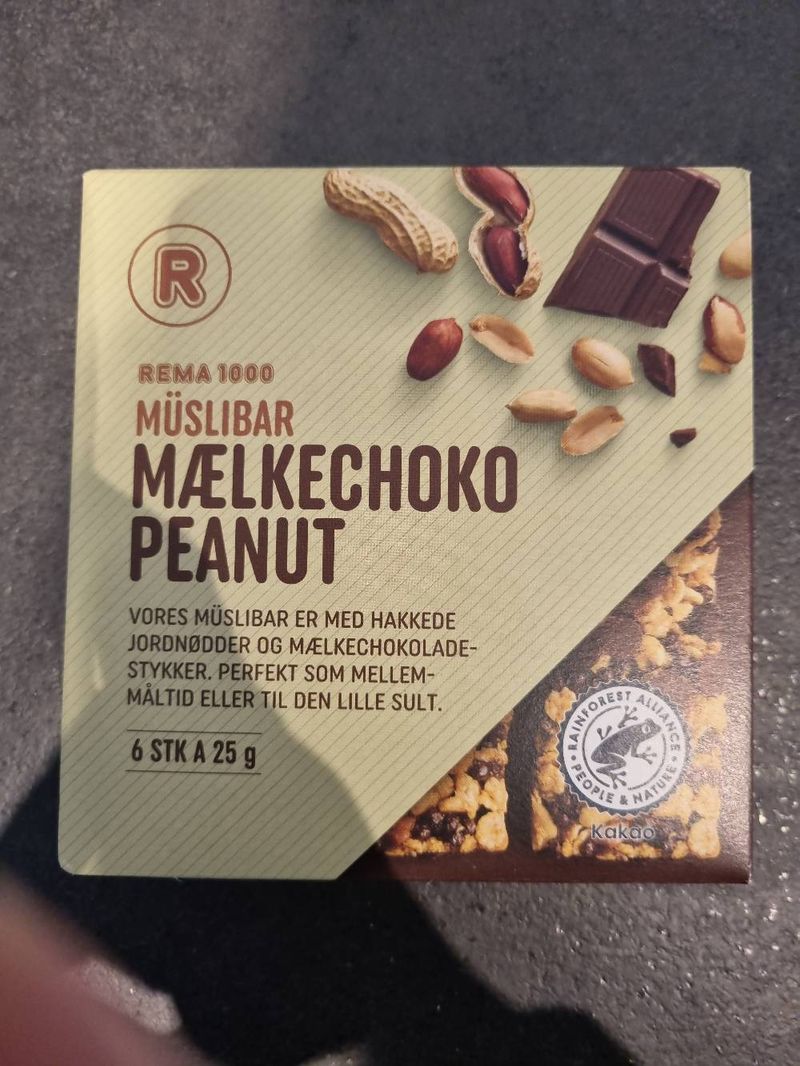 R
REMA 1000
MÜSLIBAR
MÆLKECHOKO
PEANUT
VORES MÜSLIBAR ER MED HAKKEDE
JORDNØDDER OG MÆLKECHOKOLADE-
STYKKER. PERFEKT SOM MELLEM-
MÅLTID ELLER TIL DEN LILLE SULT.
6 STK A 25 g
RAINFOREST ALLIANCE
PEOPLE & NATURE
Kakao